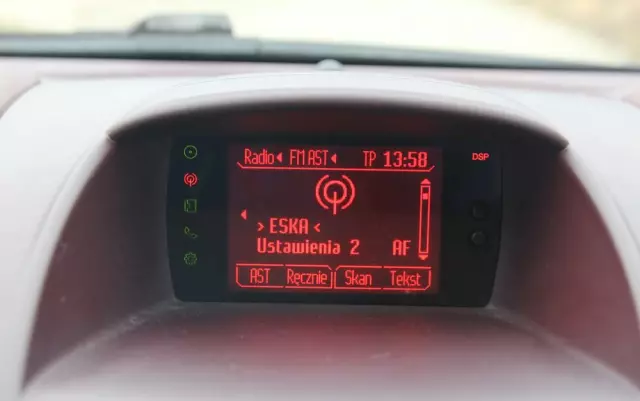 Radio FM AST TP 13:58 DSP
> ESKA <
Ustawienia 2 AF
AST Ręcznie Skan Tekst